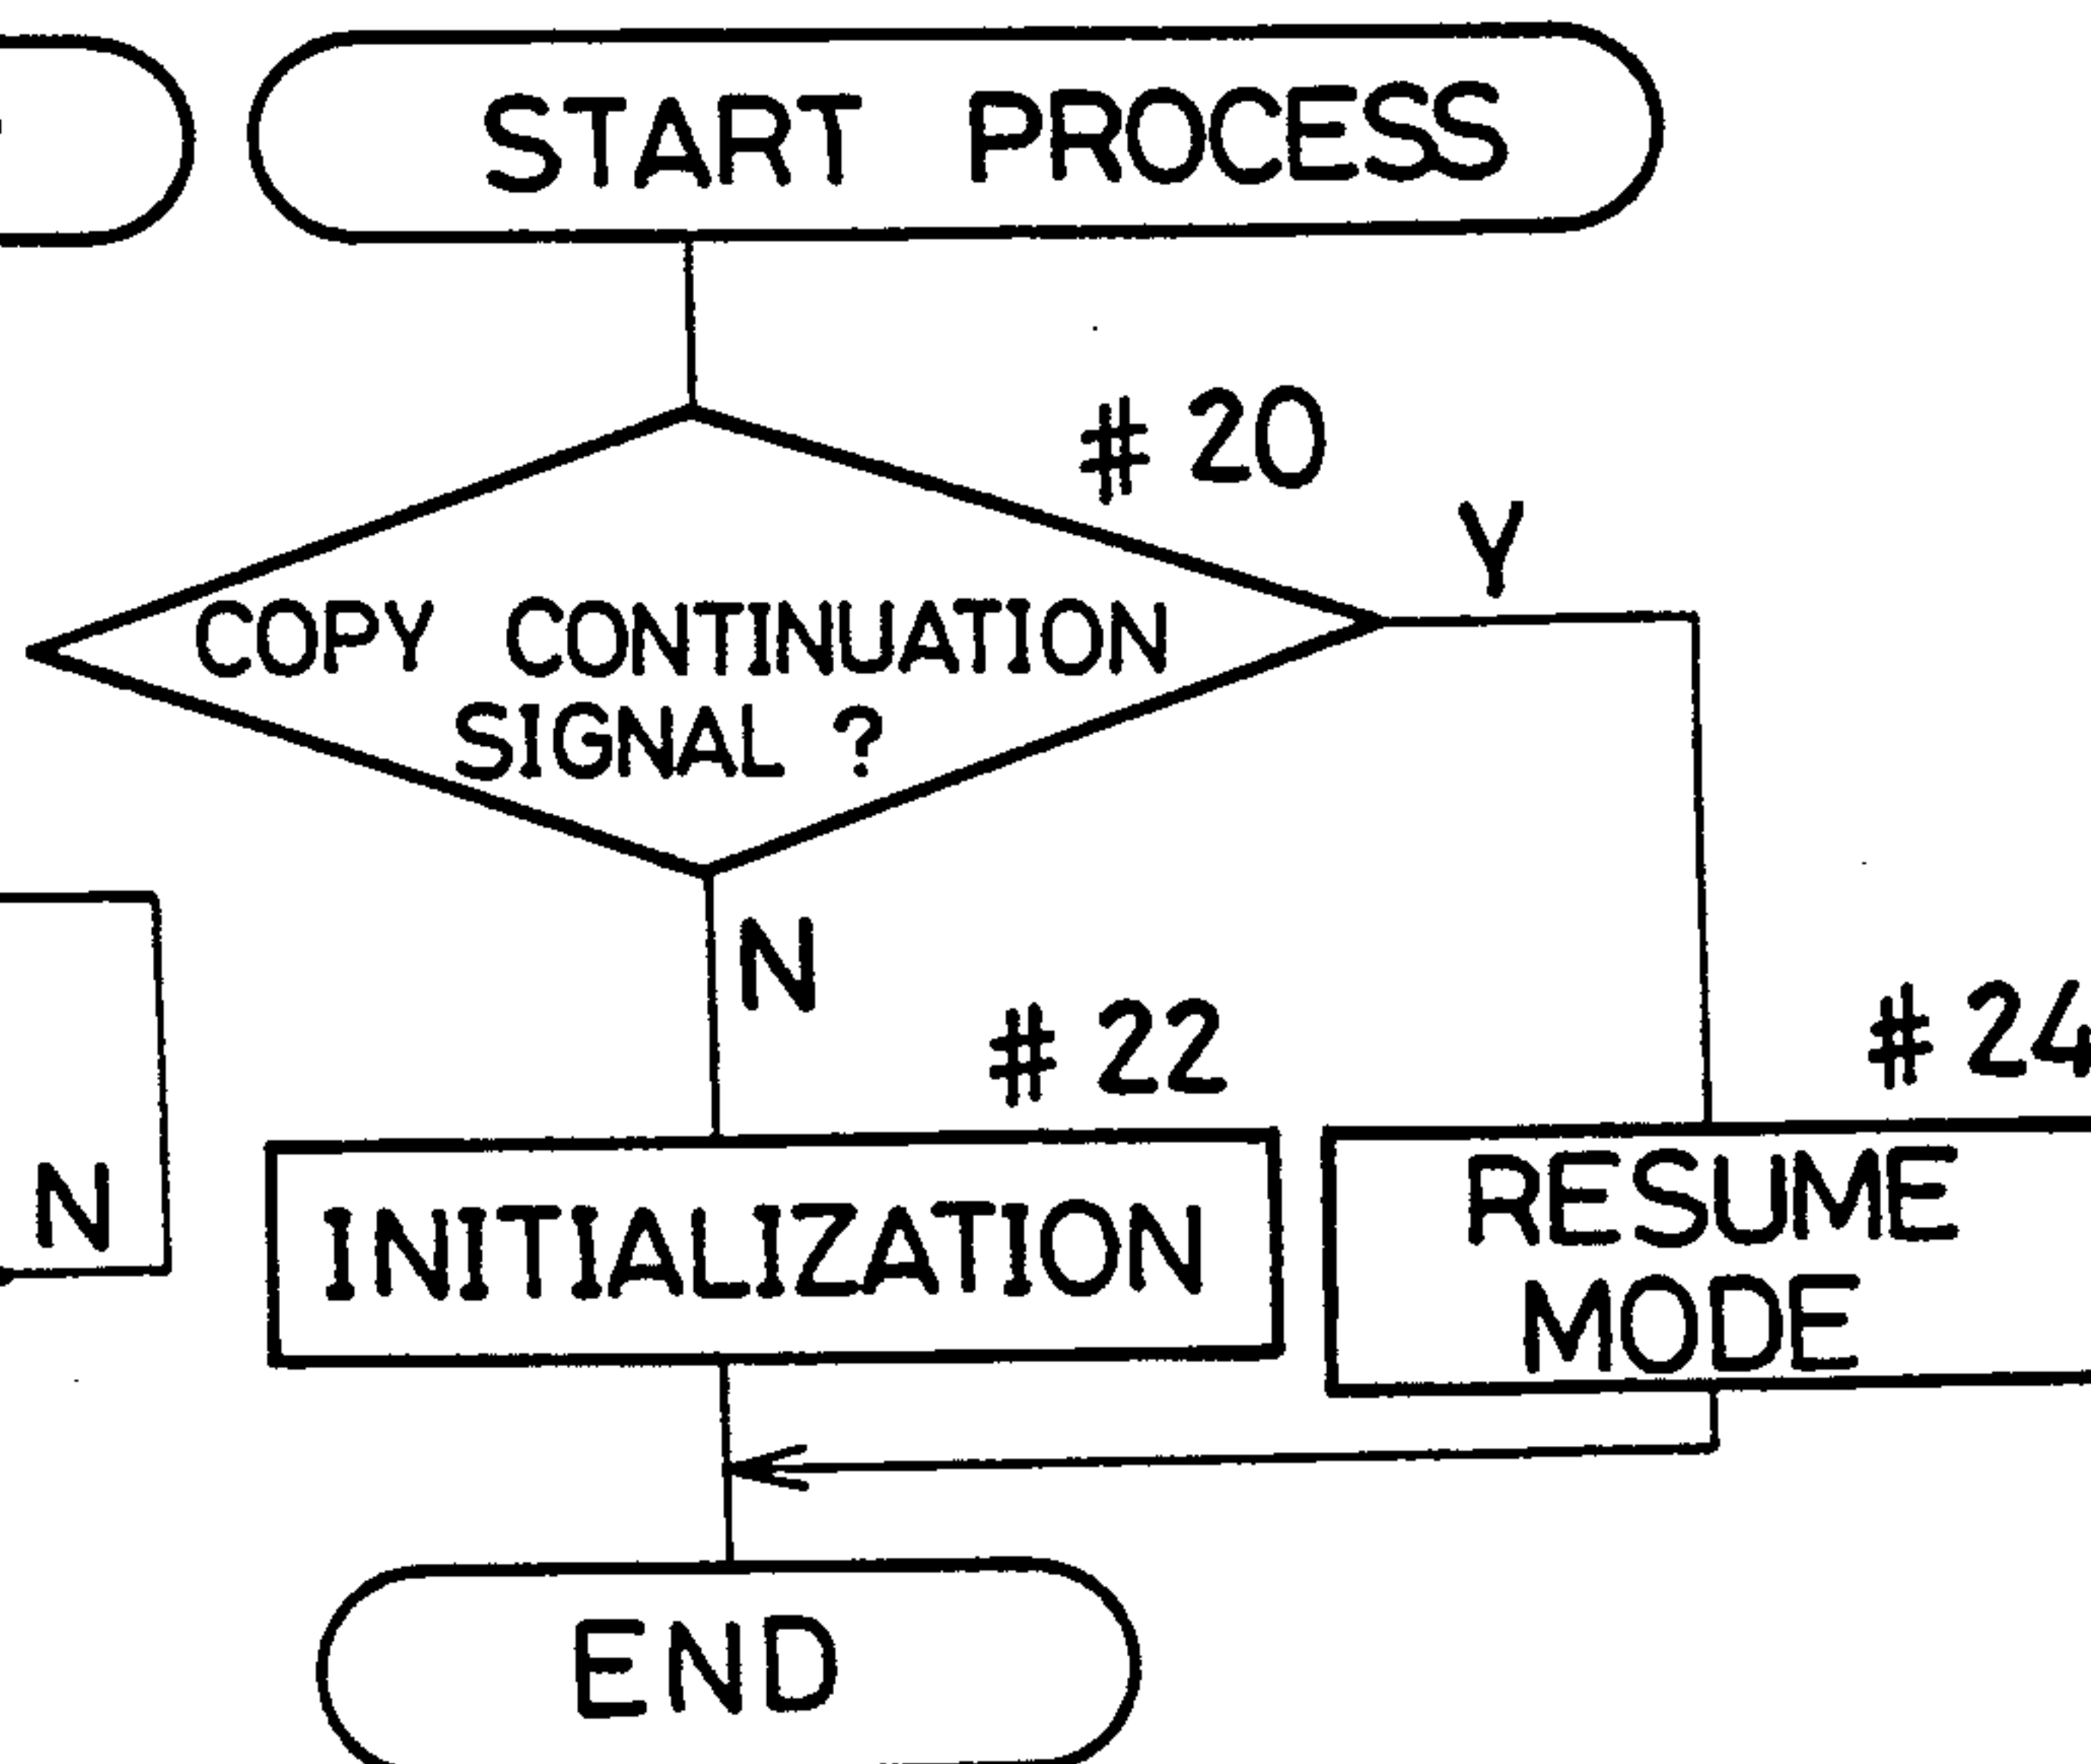 START PROCESS
# 20
Y
COPY CONTINUATION
SIGNAL ?
N
# 22
# 24
N
INITIALIZATION
RESUME
MODE
END